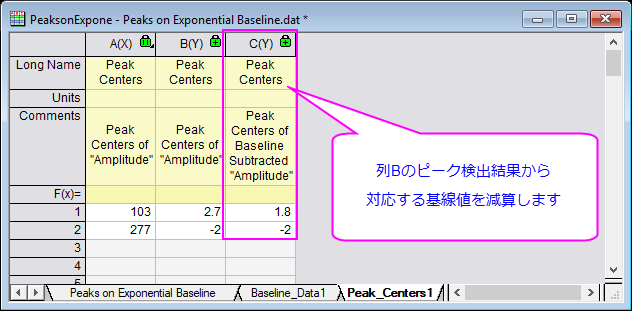 PeaksonExpone - Peaks on Exponential Baseline.dat *
A(X) B(Y) C(Y)
Long Name Peak Centers Peak Centers Peak Centers
Units
Comments Peak Centers of "Amplitude" Peak Centers of "Amplitude" Peak Centers of Baseline Subtracted "Amplitude"
F(x)=
1 103 2.7 1.8
2 277 -2 -2
3
4
5
列Bのピーク検出結果から
対応する基線値を減算します
Peaks on Exponential Baseline Baseline_Data1 Peak_Centers1